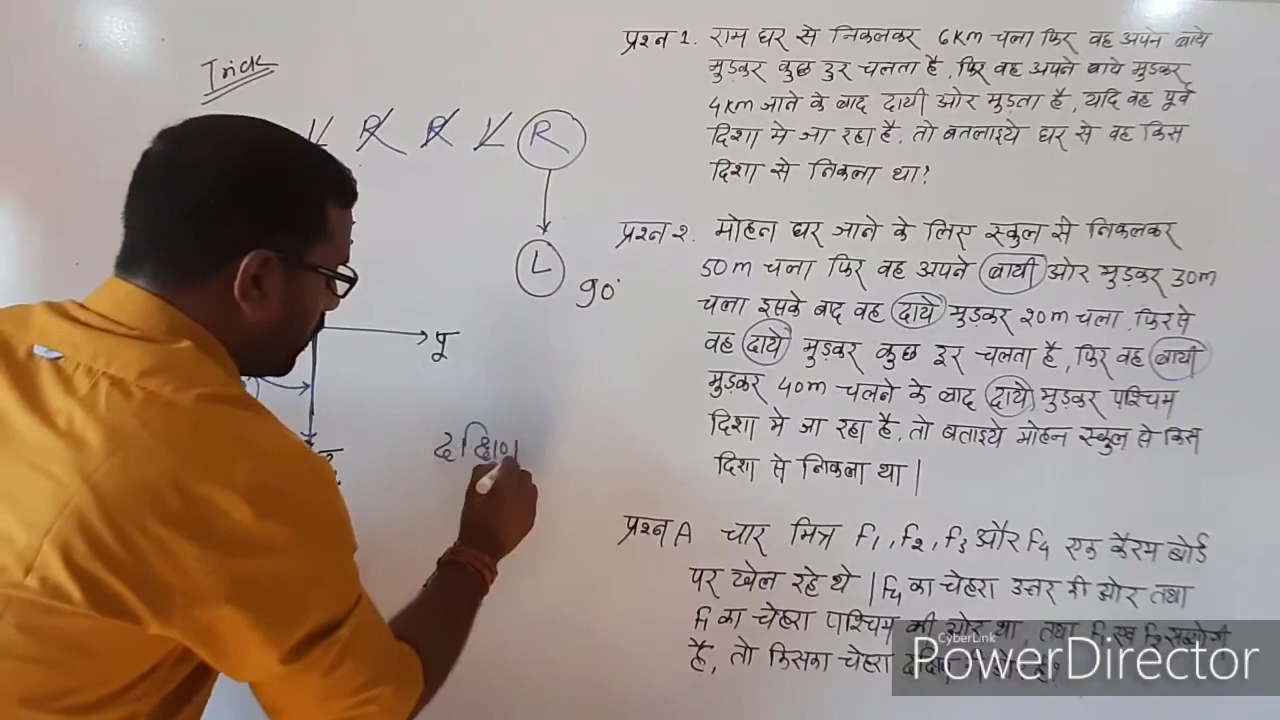 Trick
L R R L R
L 90°
पू
दक्षिण
प्रश्न 1. राम घर से निकलकर 6Km चला फिर वह अपने बाये
मुड़कर कुछ दुर चलता है, फिर वह अपने बाये मुडकर
4Km जाने के बाद दायी ओर मुडता है, यदि वह पूर्व
दिशा मे जा रहा है, तो बतलाइये घर से वह किस
दिशा से निकला था?
प्रश्न २. मोहन घर जाने के लिए स्कुल से निकलकर
50m चला फिर वह अपने बायी ओर मुड़कर 30m
चला इसके बाद वह दाये मुड़कर 20m चला, फिर से
वह दाये मुड़कर कुछ दूर चलता है, फिर वह बायी
मुड़कर 40m चलने के बाद दाये मुड़कर पश्चिम
दिशा मे जा रहा है, तो बताइये मोहन स्कुल से किस
दिशा से निकला था |
प्रश्न A चार मित्र F1, F2, F3 और F4 एक कैरम बोर्ड
पर खेल रहे थे | F4 का चेहरा उत्तर की ओर तथा
F1 का चेहरा पश्चिम की ओर था, तथा
है, तो किसका चेहरा
CyberLink
PowerDirector